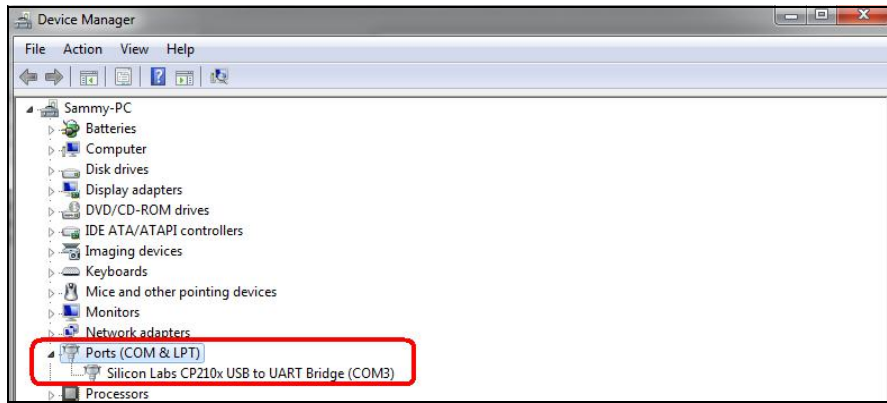 Device Manager
File Action View Help
Sammy-PC
Batteries
Computer
Disk drives
Display adapters
DVD/CD-ROM drives
IDE ATA/ATAPI controllers
Imaging devices
Keyboards
Mice and other pointing devices
Monitors
Network adapters
Ports (COM & LPT)
Silicon Labs CP210x USB to UART Bridge (COM3)
Processors